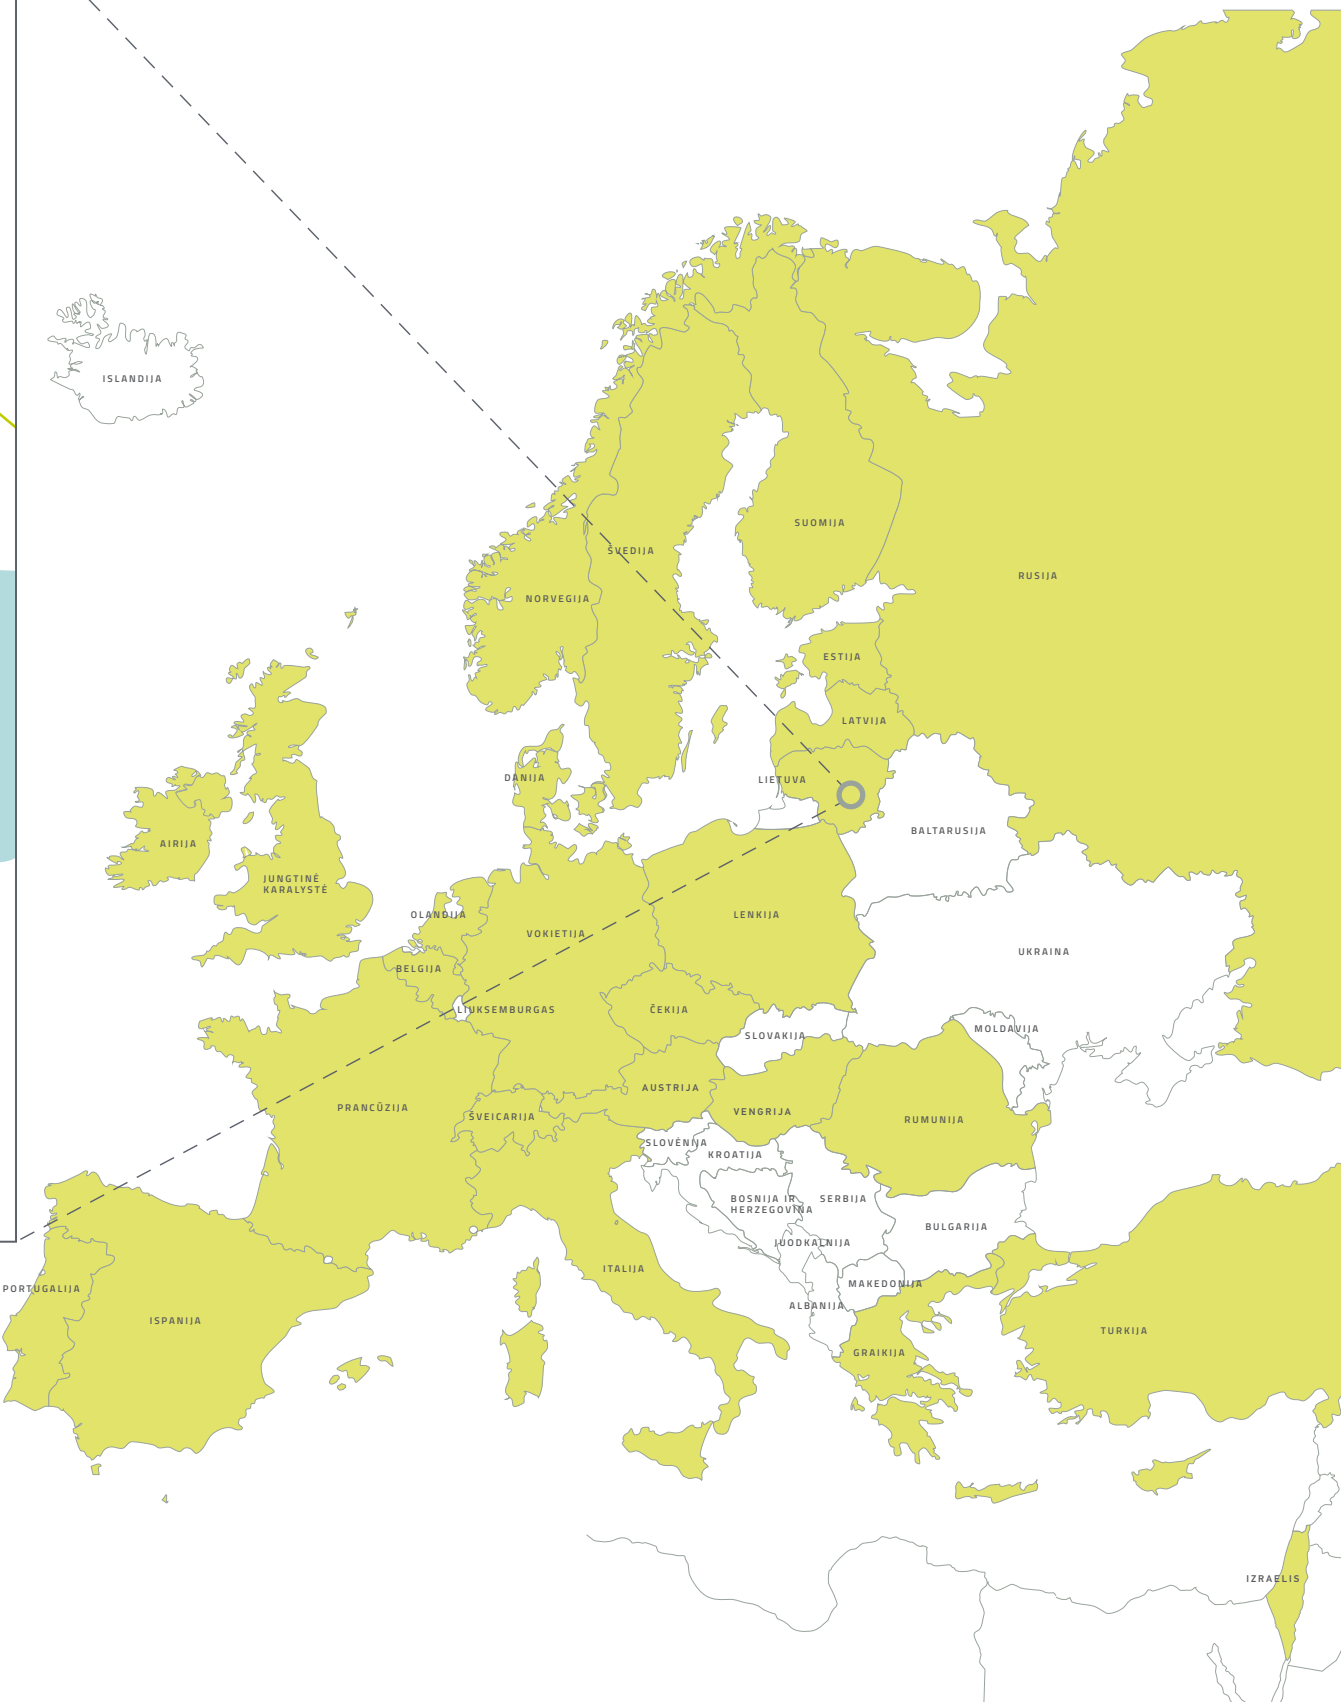 ISLANDIJA
SUOMIJA
ŠVEDIJA
RUSIJA
NORVEGIJA
ESTIJA
LATVIJA
DANIJA
LIETUVA
BALTARUSIJA
AIRIJA
JUNGTINĖ
KARALYSTĖ
OLANDIJA
LENKIJA
VOKIETIJA
UKRAINA
BELGIJA
LIUKSEMBURGAS
ČEKIJA
MOLDAVIJA
SLOVAKIJA
AUSTRIJA
PRANCŪZIJA
VENGRIJA
ŠVEICARIJA
RUMUNIJA
SLOVĖNIJA
KROATIJA
BOSNIJA IR
HERZEGOVINA
SERBIJA
BULGARIJA
JUODKALNIJA
ITALIJA
MAKEDONIJA
PORTUGALIJA
ALBANIJA
ISPANIJA
TURKIJA
GRAIKIJA
IZRAELIS